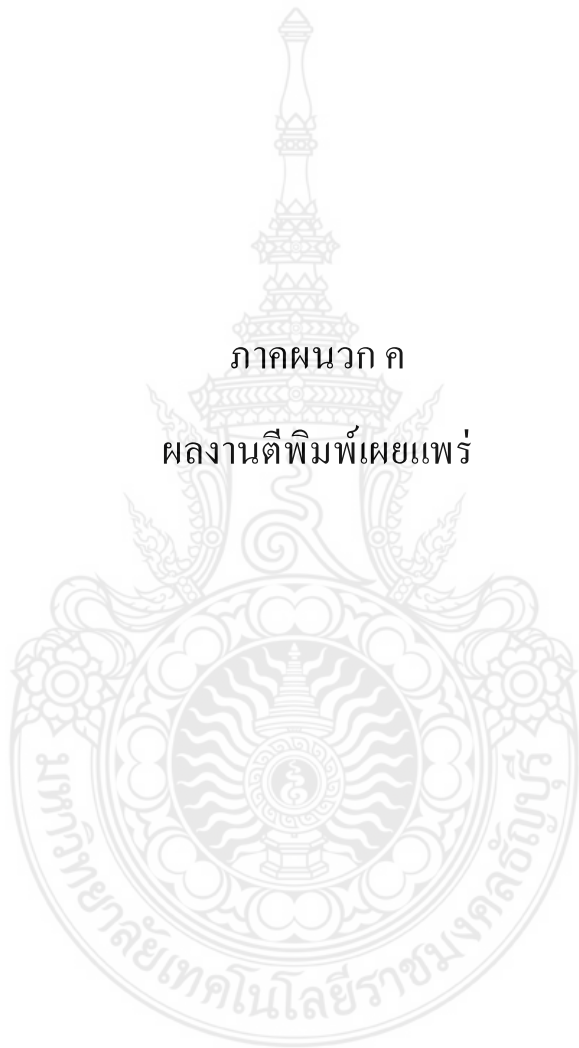 ภาคผนวก ค
ผลงานตีพิมพ์เผยแพร่
มหาวิทยาลัยเทคโนโลยีราชมงคลธัญบุรี